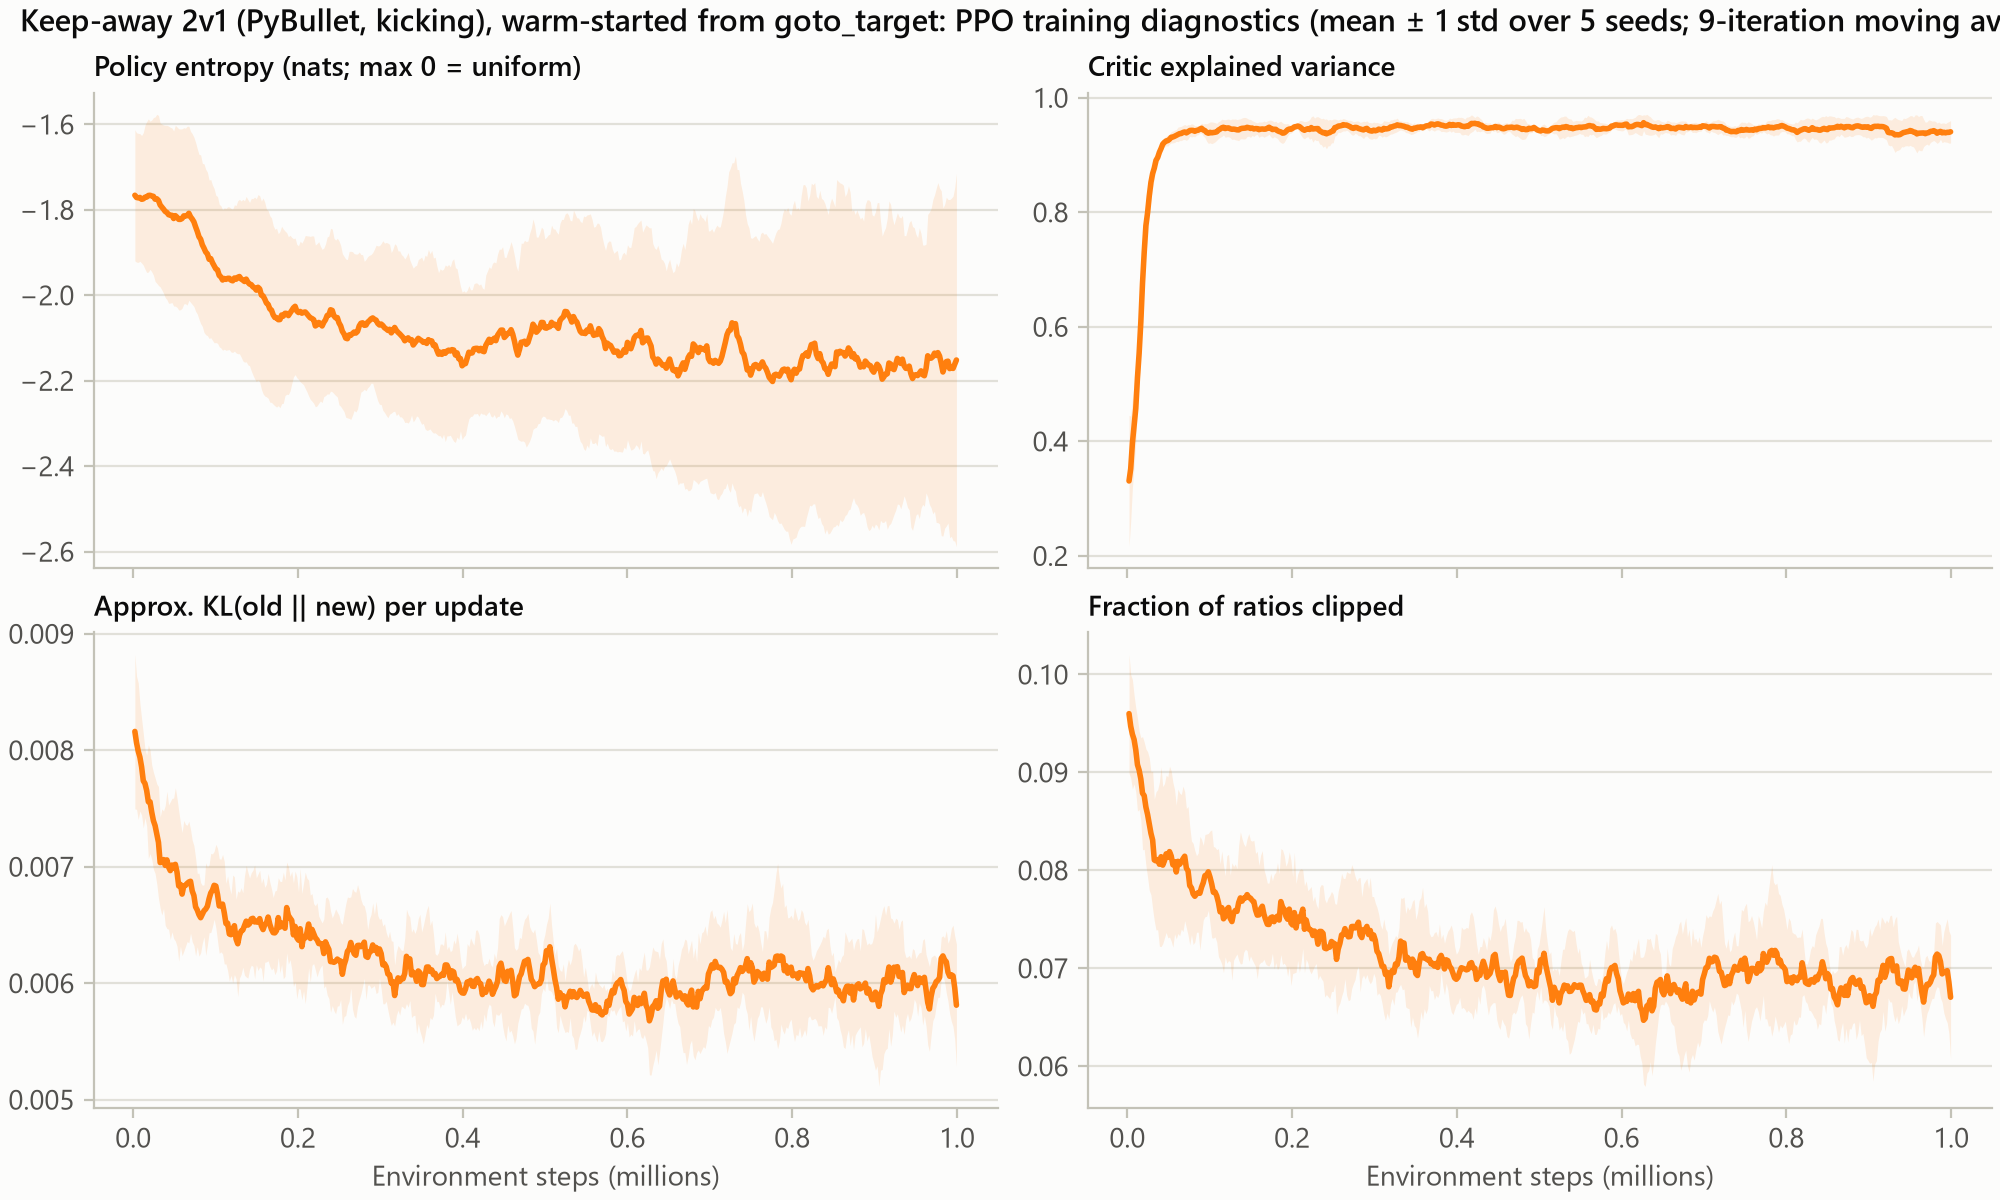 Keep-away 2v1 (PyBullet, kicking), warm-started from goto_target: PPO training diagnostics (mean ± 1 std over 5 seeds; 9-iteration moving av
Policy entropy (nats; max 0 = uniform)
−1.6
−1.8
−2.0
−2.2
−2.4
−2.6
Critic explained variance
1.0
0.8
0.6
0.4
0.2
Approx. KL(old || new) per update
0.009
0.008
0.007
0.006
0.005
0.0 0.2 0.4 0.6 0.8 1.0
Environment steps (millions)
Fraction of ratios clipped
0.10
0.09
0.08
0.07
0.06
0.0 0.2 0.4 0.6 0.8 1.0
Environment steps (millions)